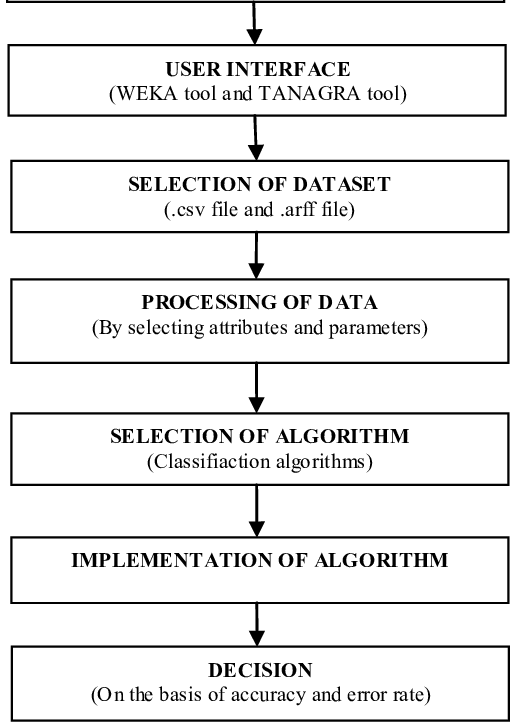 USER INTERFACE
(WEKA tool and TANAGRA tool)
SELECTION OF DATASET
(.csv file and .arff file)
PROCESSING OF DATA
(By selecting attributes and parameters)
SELECTION OF ALGORITHM
(Classifiaction algorithms)
IMPLEMENTATION OF ALGORITHM
DECISION
(On the basis of accuracy and error rate)